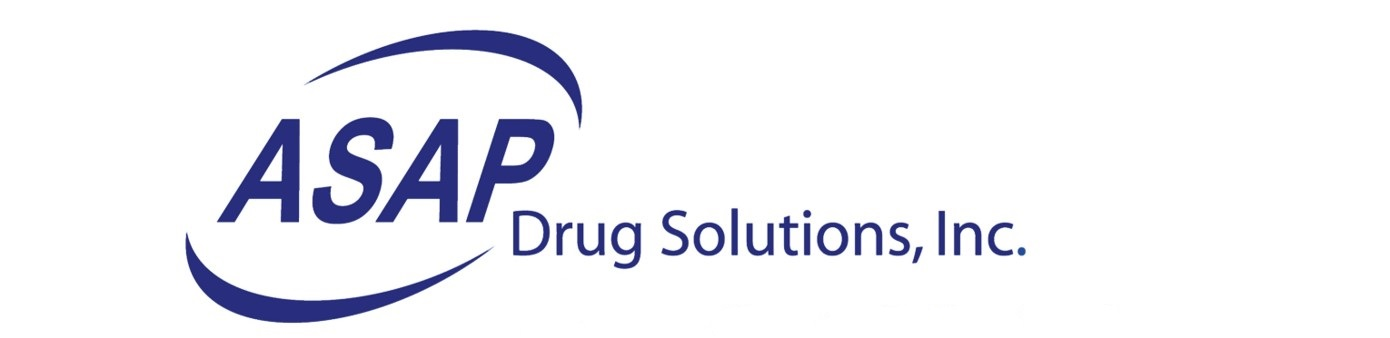 ASAP
Drug Solutions, Inc.